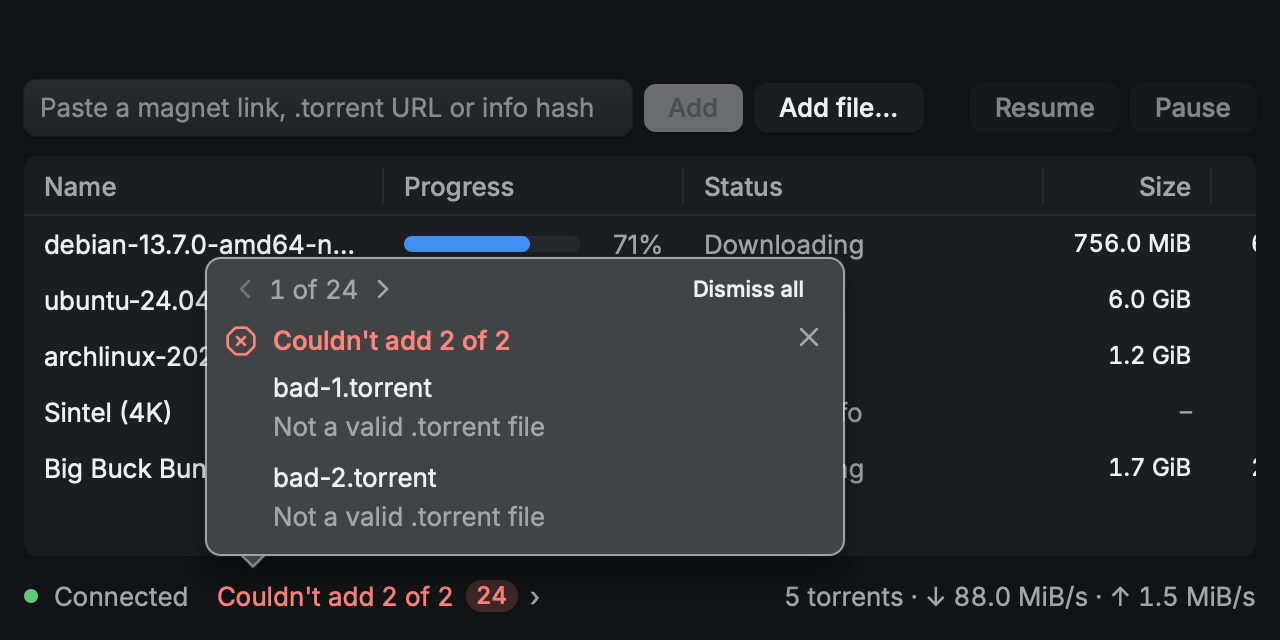 Paste a magnet link, .torrent URL or info hash Add Add file... Resume Pause
Name Progress Status Size
debian-13.7.0-amd64-n... 71% Downloading 756.0 MiB
ubuntu-24.04 6.0 GiB
archlinux-202 1.2 GiB
Sintel (4K) –
Big Buck Bun 1.7 GiB
1 of 24 Dismiss all
Couldn't add 2 of 2
bad-1.torrent
Not a valid .torrent file
bad-2.torrent
Not a valid .torrent file
Connected Couldn't add 2 of 2 24 › 5 torrents · ↓ 88.0 MiB/s · ↑ 1.5 MiB/s